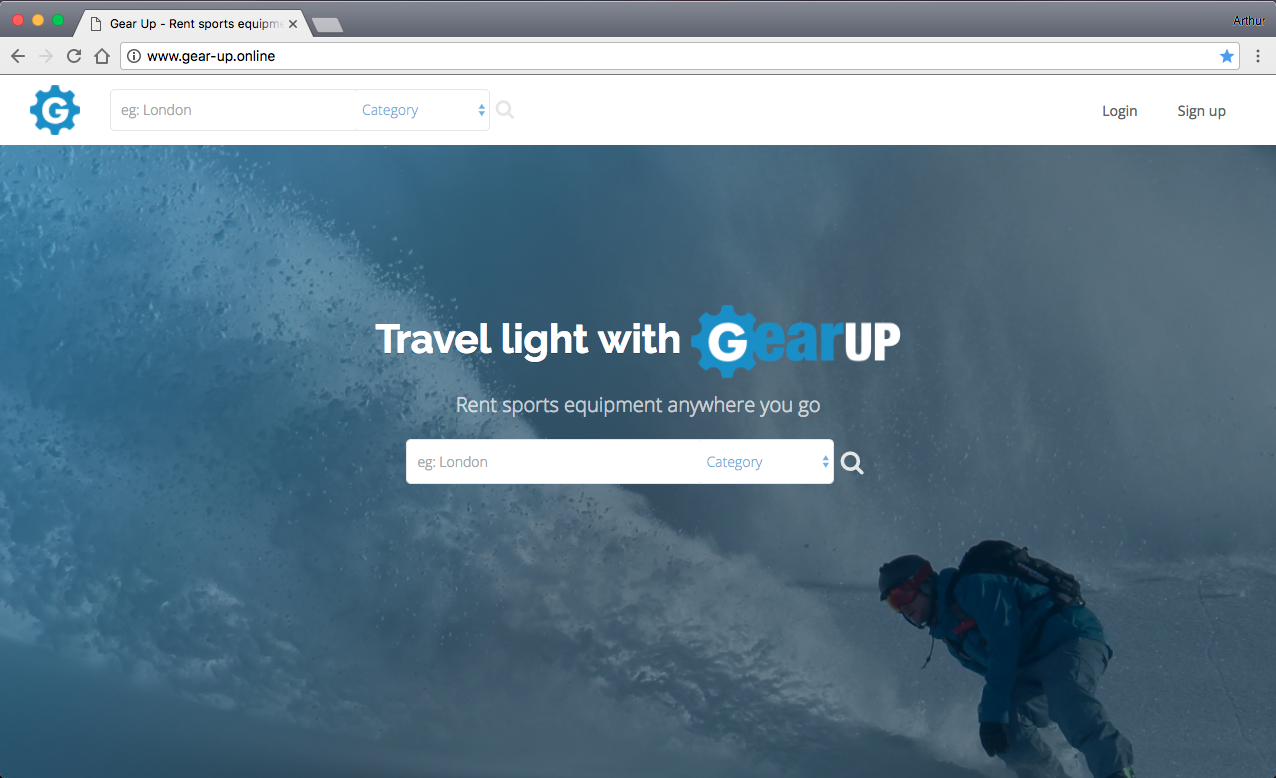 Gear Up - Rent sports equipm
Arthur
www.gear-up.online
G
eg: London
Category
Login
Sign up
Travel light with GearUP
Rent sports equipment anywhere you go
eg: London
Category